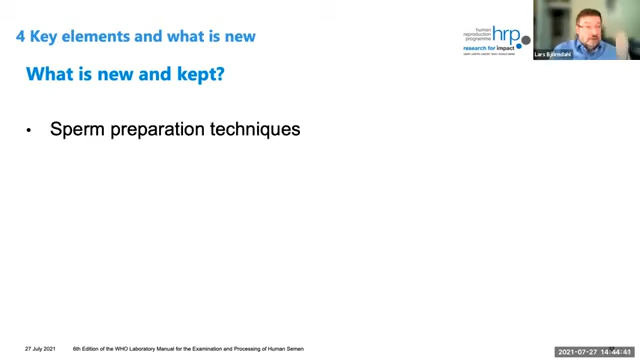 4 Key elements and what is new
human
reproduction
programme
hrp
research for impact
Lars Björndahl
What is new and kept?
• Sperm preparation techniques
27 July 2021
6th Edition of the WHO Laboratory Manual for the Examination and Processing of Human Semen
2021-07-27 14:44:41